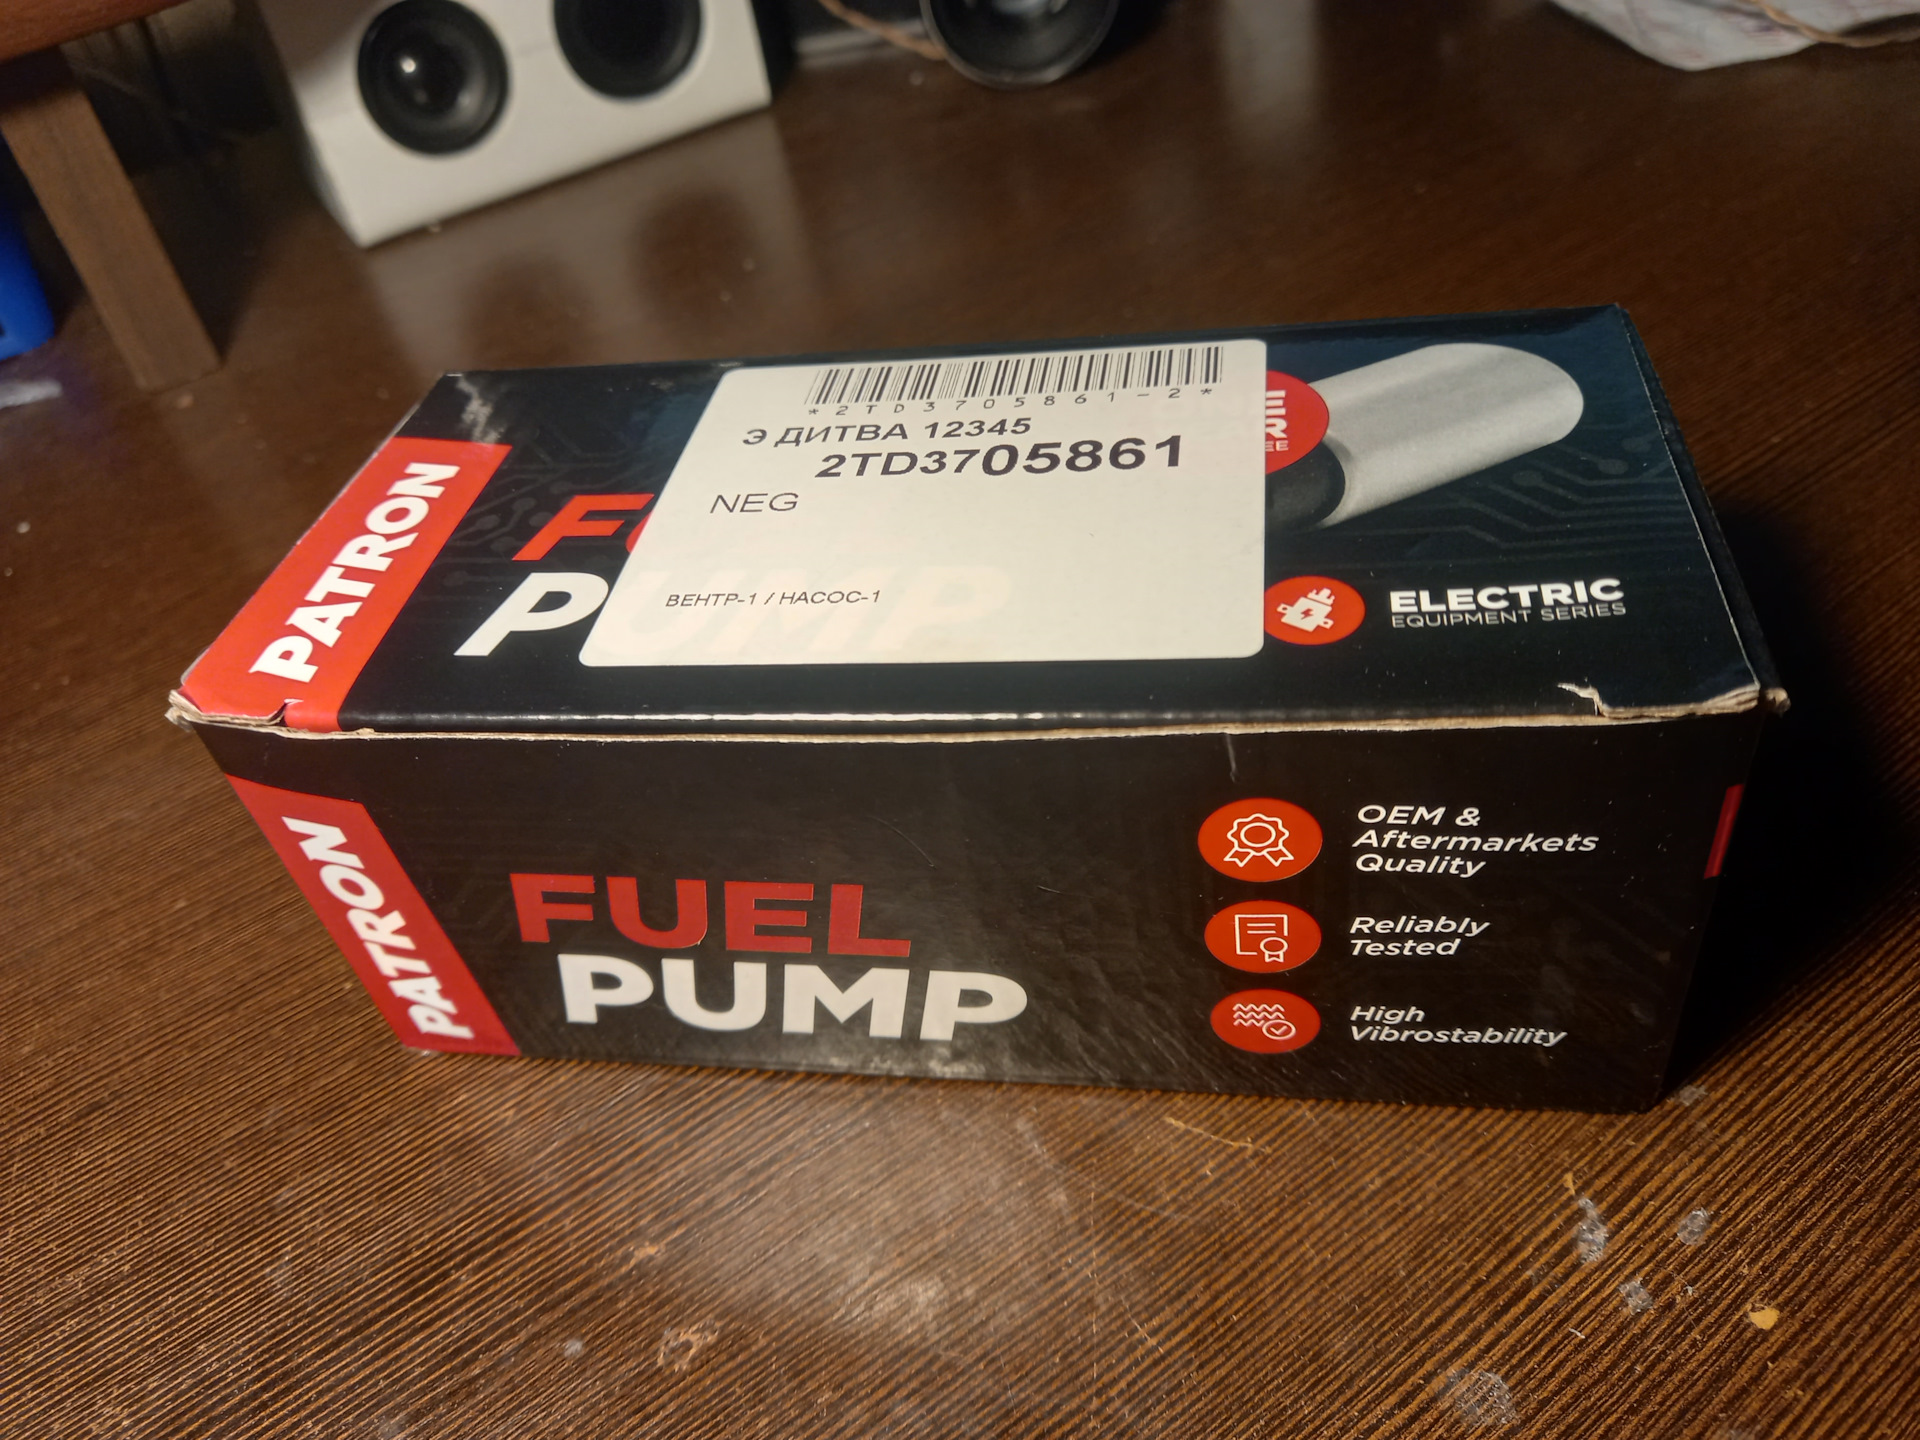 *2TD3705861-2*
Э ДИТВА 12345
2TD3705861
NEG
ВЕНТР-1 / НАСОС-1
PATRON
PUMP
ELECTRIC
EQUIPMENT SERIES
PATRON
FUEL
PUMP
OEM &
Aftermarkets
Quality
Reliably
Tested
High
Vibrostability